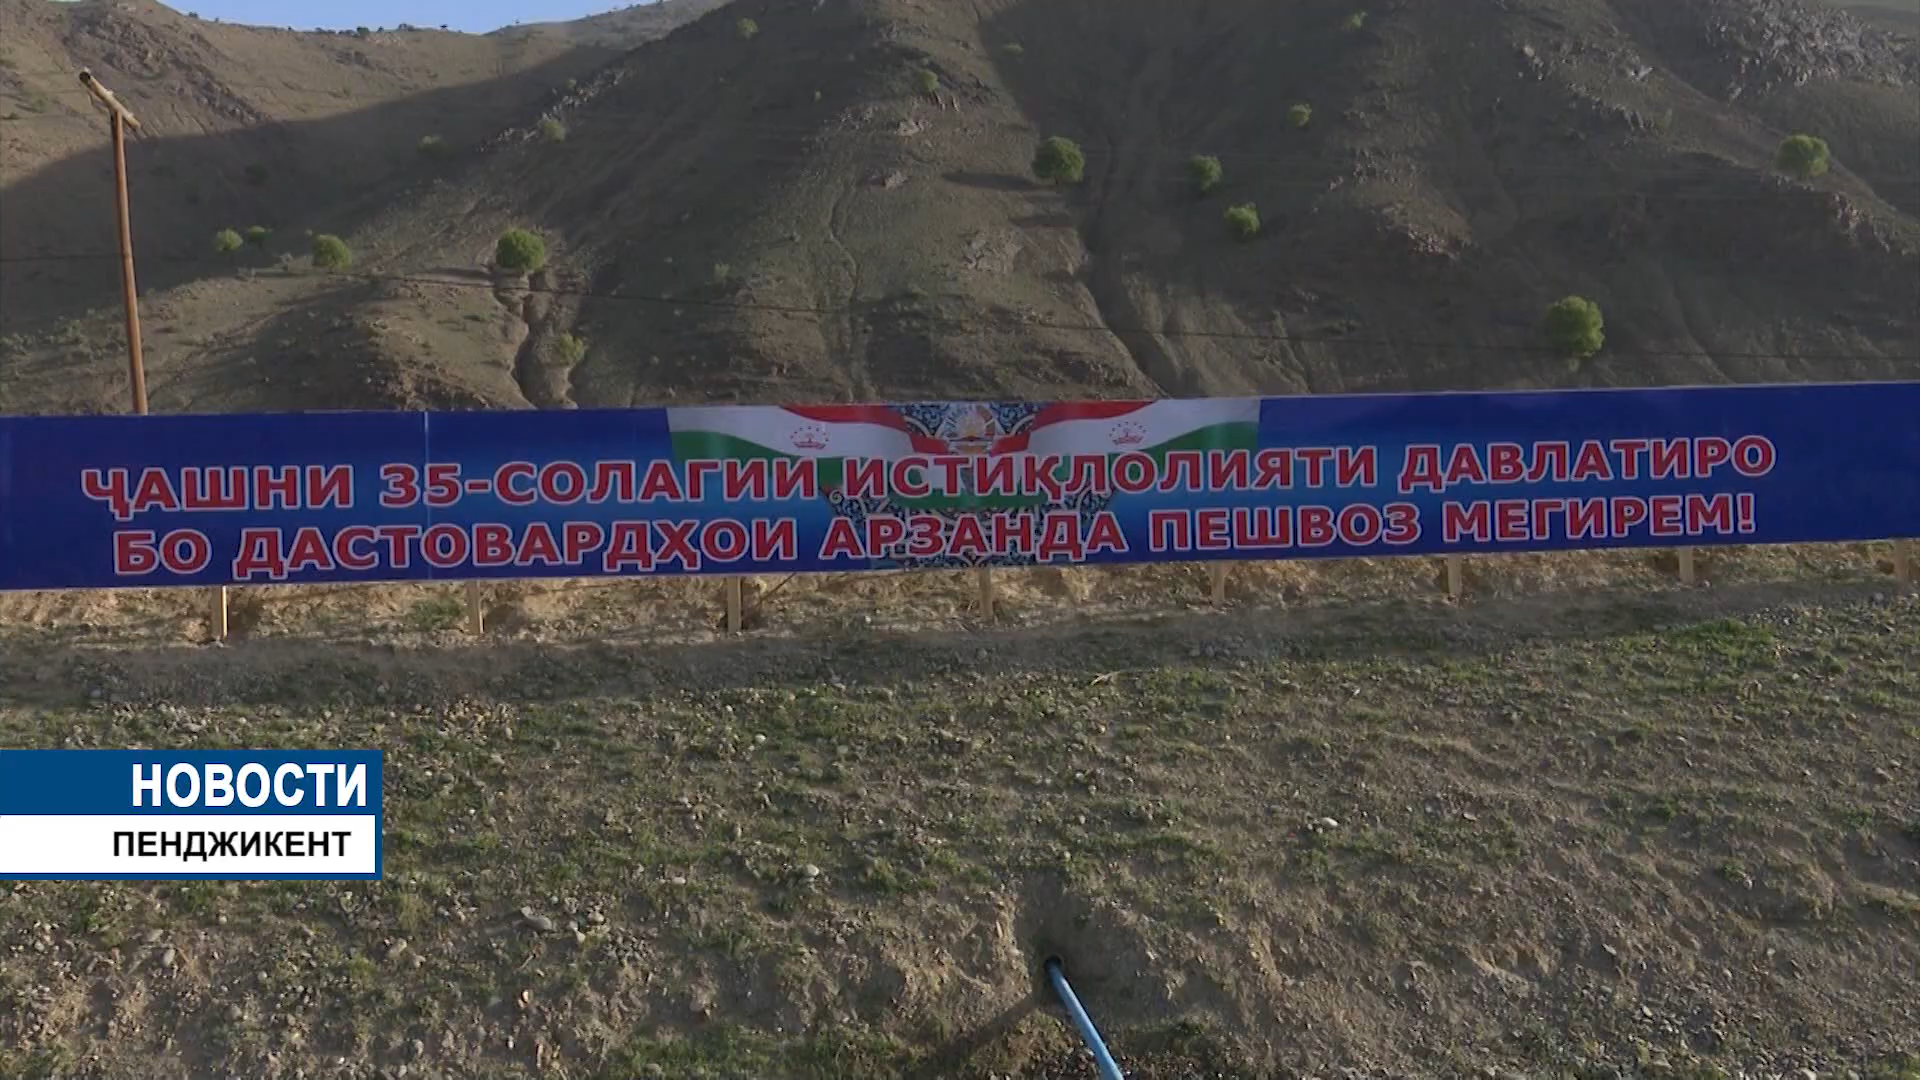 ҶАШНИ 35-СОЛАГИИ ИСТИҚЛОЛИЯТИ ДАВЛАТИРО
БО ДАСТОВАРДҲОИ АРЗАНДА ПЕШВОЗ МЕГИРЕМ!
НОВОСТИ
ПЕНДЖИКЕНТ